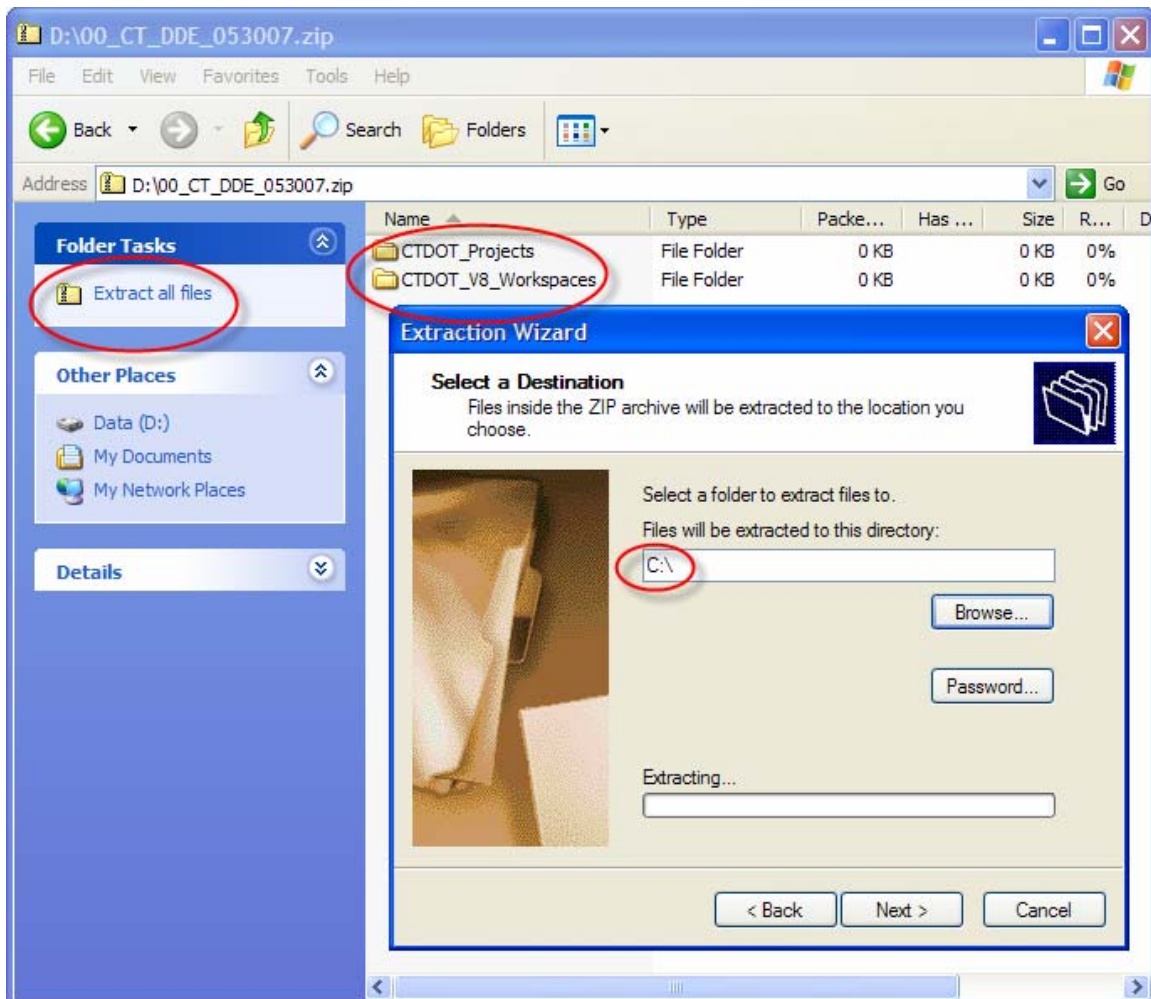 D:\00_CT_DDE_053007.zip
File Edit View Favorites Tools Help
Back Search Folders
Address D:\00_CT_DDE_053007.zip Go
Name Type Packe... Has ... Size R... D
Folder Tasks
Extract all files
CTDOT_Projects File Folder 0 KB 0 KB 0%
CTDOT_V8_Workspaces File Folder 0 KB 0 KB 0%
Other Places
Data (D:)
My Documents
My Network Places
Details
Extraction Wizard
Select a Destination
Files inside the ZIP archive will be extracted to the location you
choose.
Select a folder to extract files to.
Files will be extracted to this directory:
C:\
Browse...
Password...
Extracting...
< Back Next > Cancel